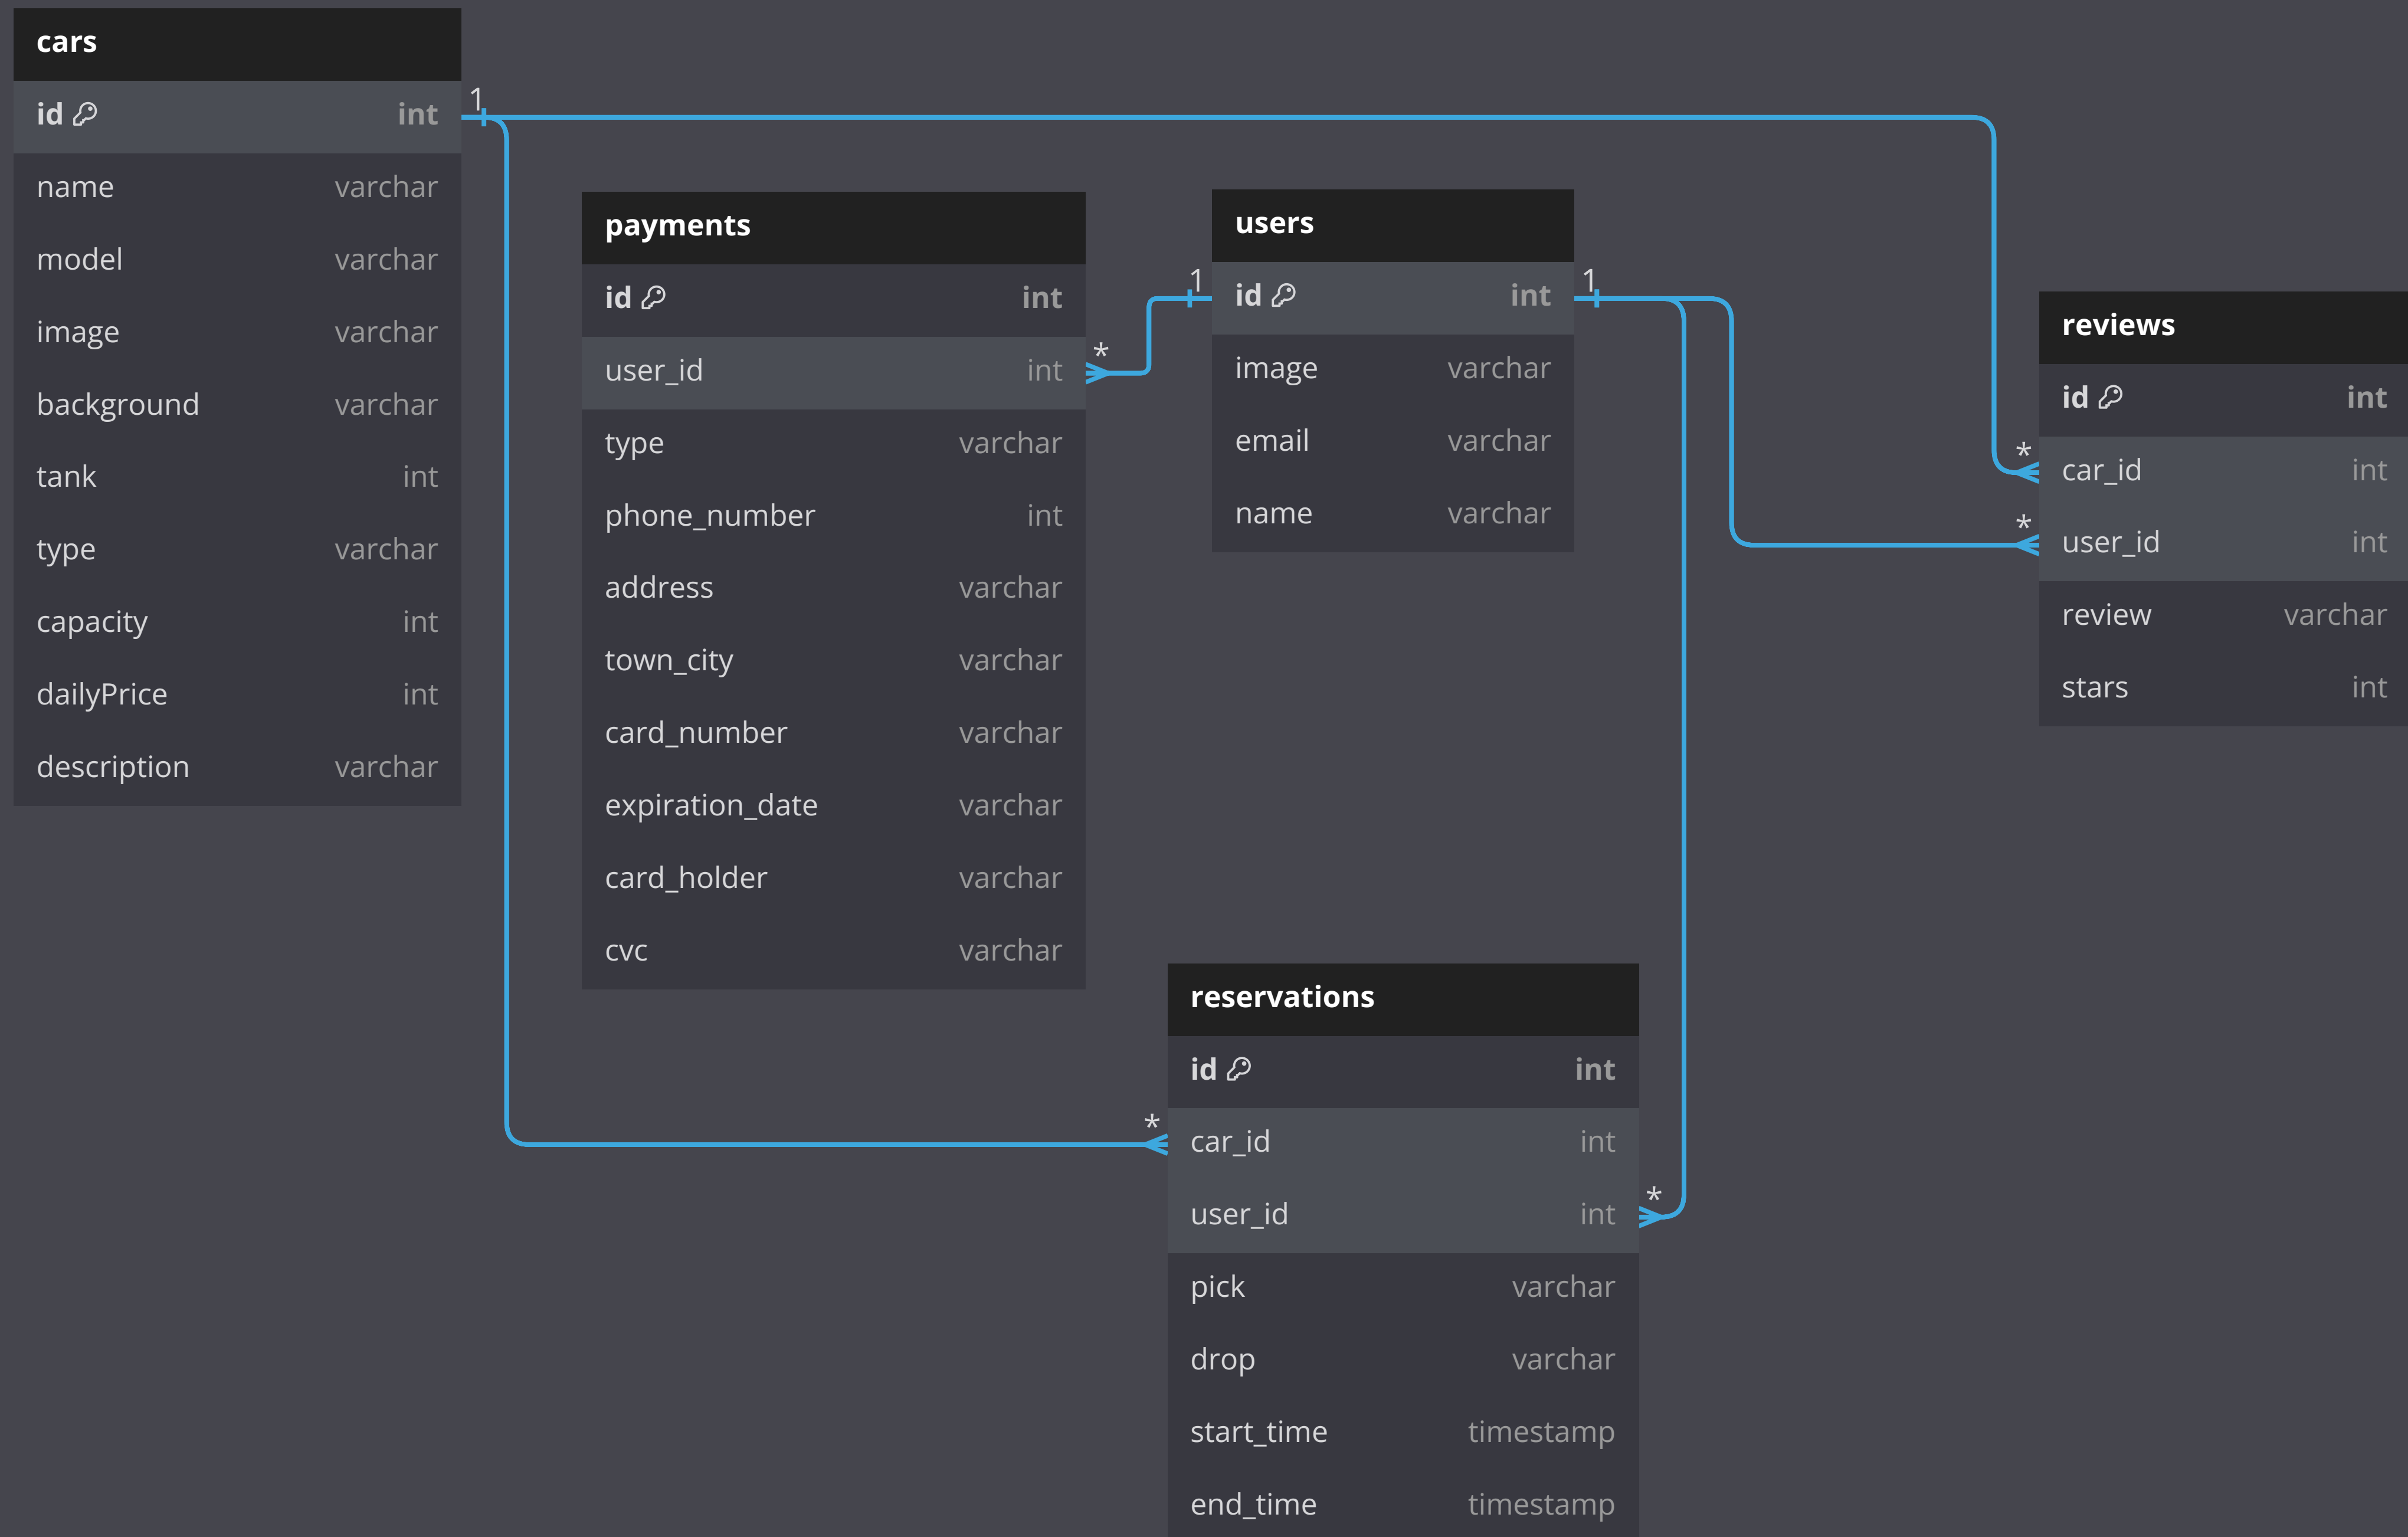 cars
id int
name varchar
model varchar
image varchar
background varchar
tank int
type varchar
capacity int
dailyPrice int
description varchar
1
payments
id int
user_id int
type varchar
phone_number int
address varchar
town_city varchar
card_number varchar
expiration_date varchar
card_holder varchar
cvc varchar
*
1
users
id int
image varchar
email varchar
name varchar
1
reviews
id int
car_id int
user_id int
review varchar
stars int
*
*
reservations
id int
car_id int
user_id int
pick varchar
drop varchar
start_time timestamp
end_time timestamp
*
*